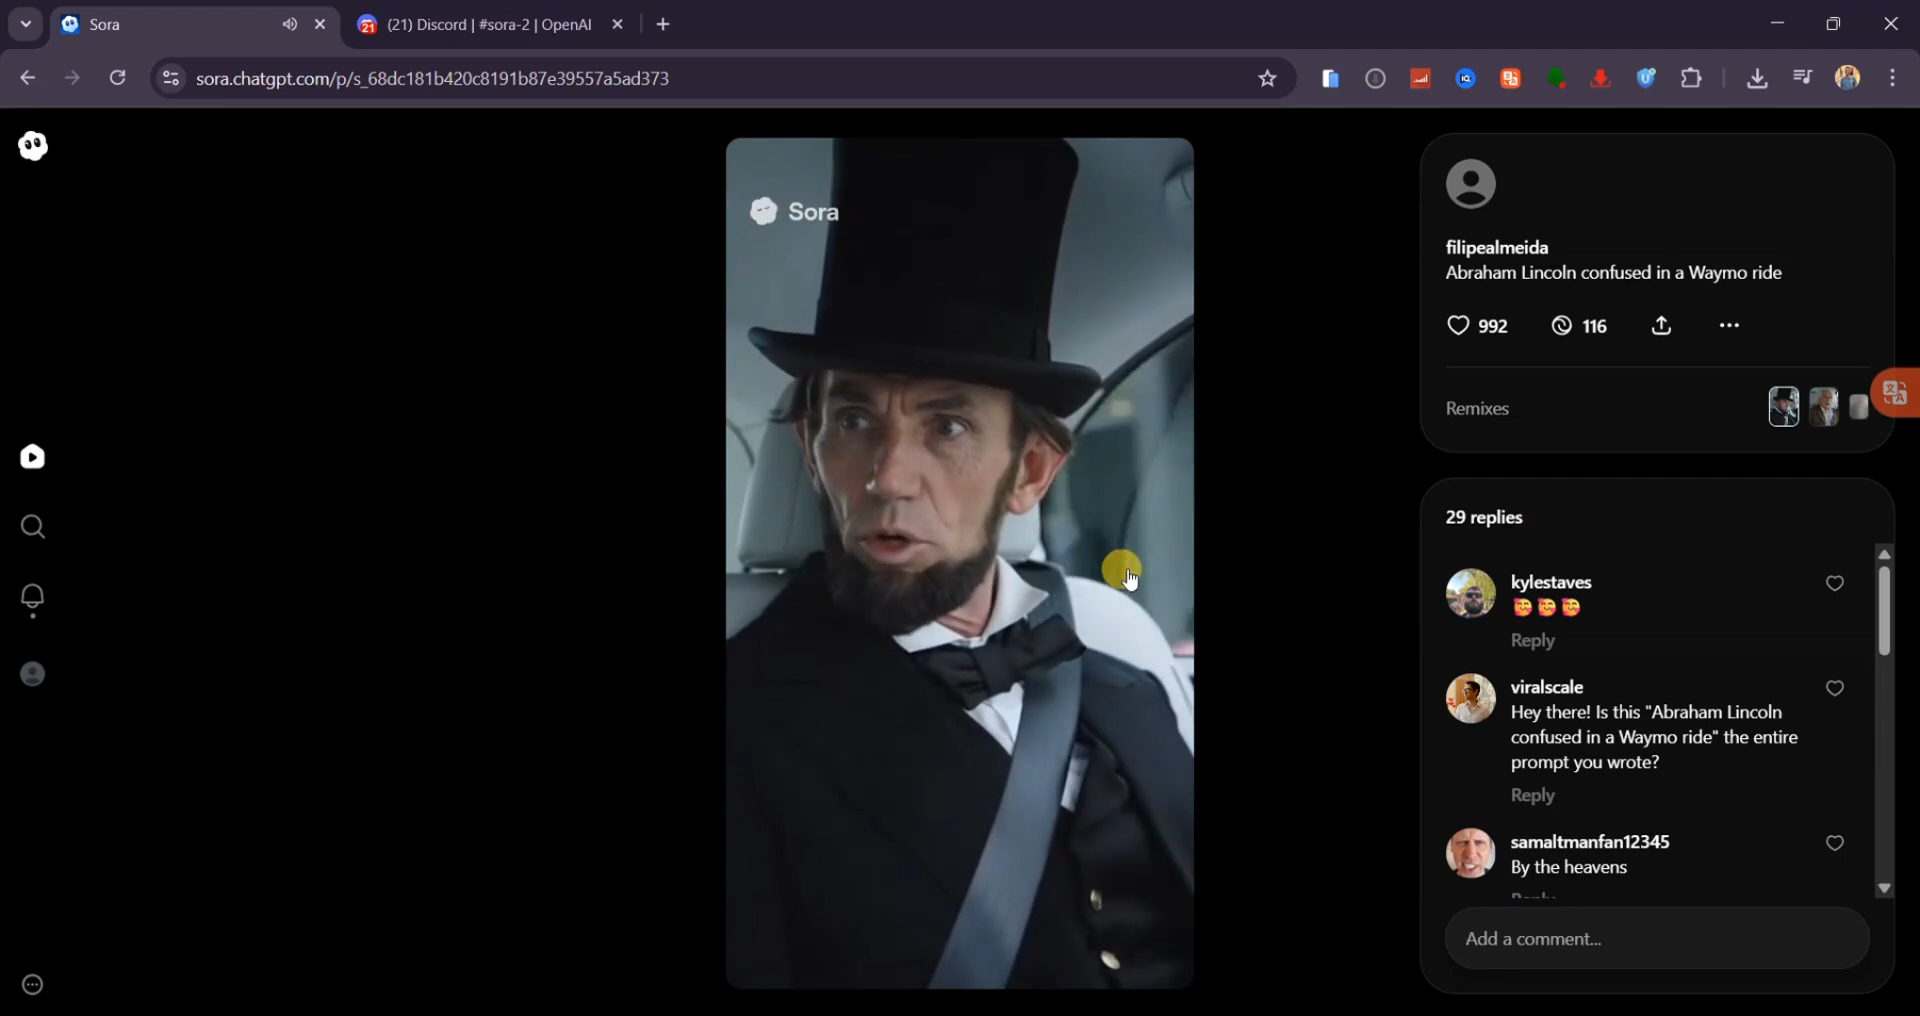 Sora
(21) Discord | #sora-2 | OpenAI
sora.chatgpt.com/p/s_68dc181b420c8191b87e39557a5ad373
Sora
filipealmeida
Abraham Lincoln confused in a Waymo ride
992
116
Remixes
29 replies
kylestaves
🥰🥰🥰
Reply
viralscale
Hey there! Is this "Abraham Lincoln
confused in a Waymo ride" the entire
prompt you wrote?
Reply
samaltmanfan12345
By the heavens
Reply
Add a comment...